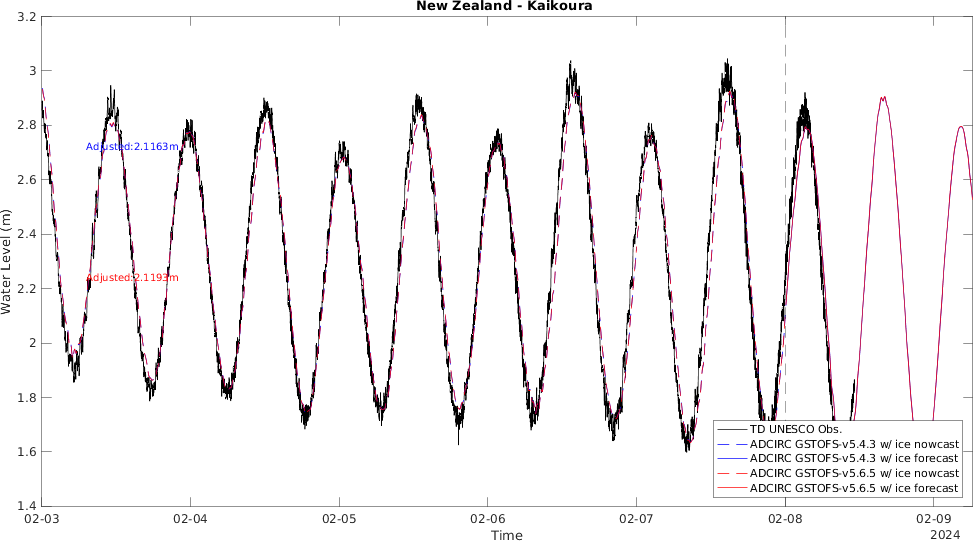 New Zealand - Kaikoura
3.2
3
2.8
2.6
2.4
2.2
2
1.8
1.6
1.4
Water Level (m)
Adjusted:2.1163m
Adjusted:2.1193m
TD UNESCO Obs.
ADCIRC GSTOFS-v5.4.3 w/ ice nowcast
ADCIRC GSTOFS-v5.4.3 w/ ice forecast
ADCIRC GSTOFS-v5.6.5 w/ ice nowcast
ADCIRC GSTOFS-v5.6.5 w/ ice forecast
02-03 02-04 02-05 02-06 02-07 02-08 02-09
Time
2024